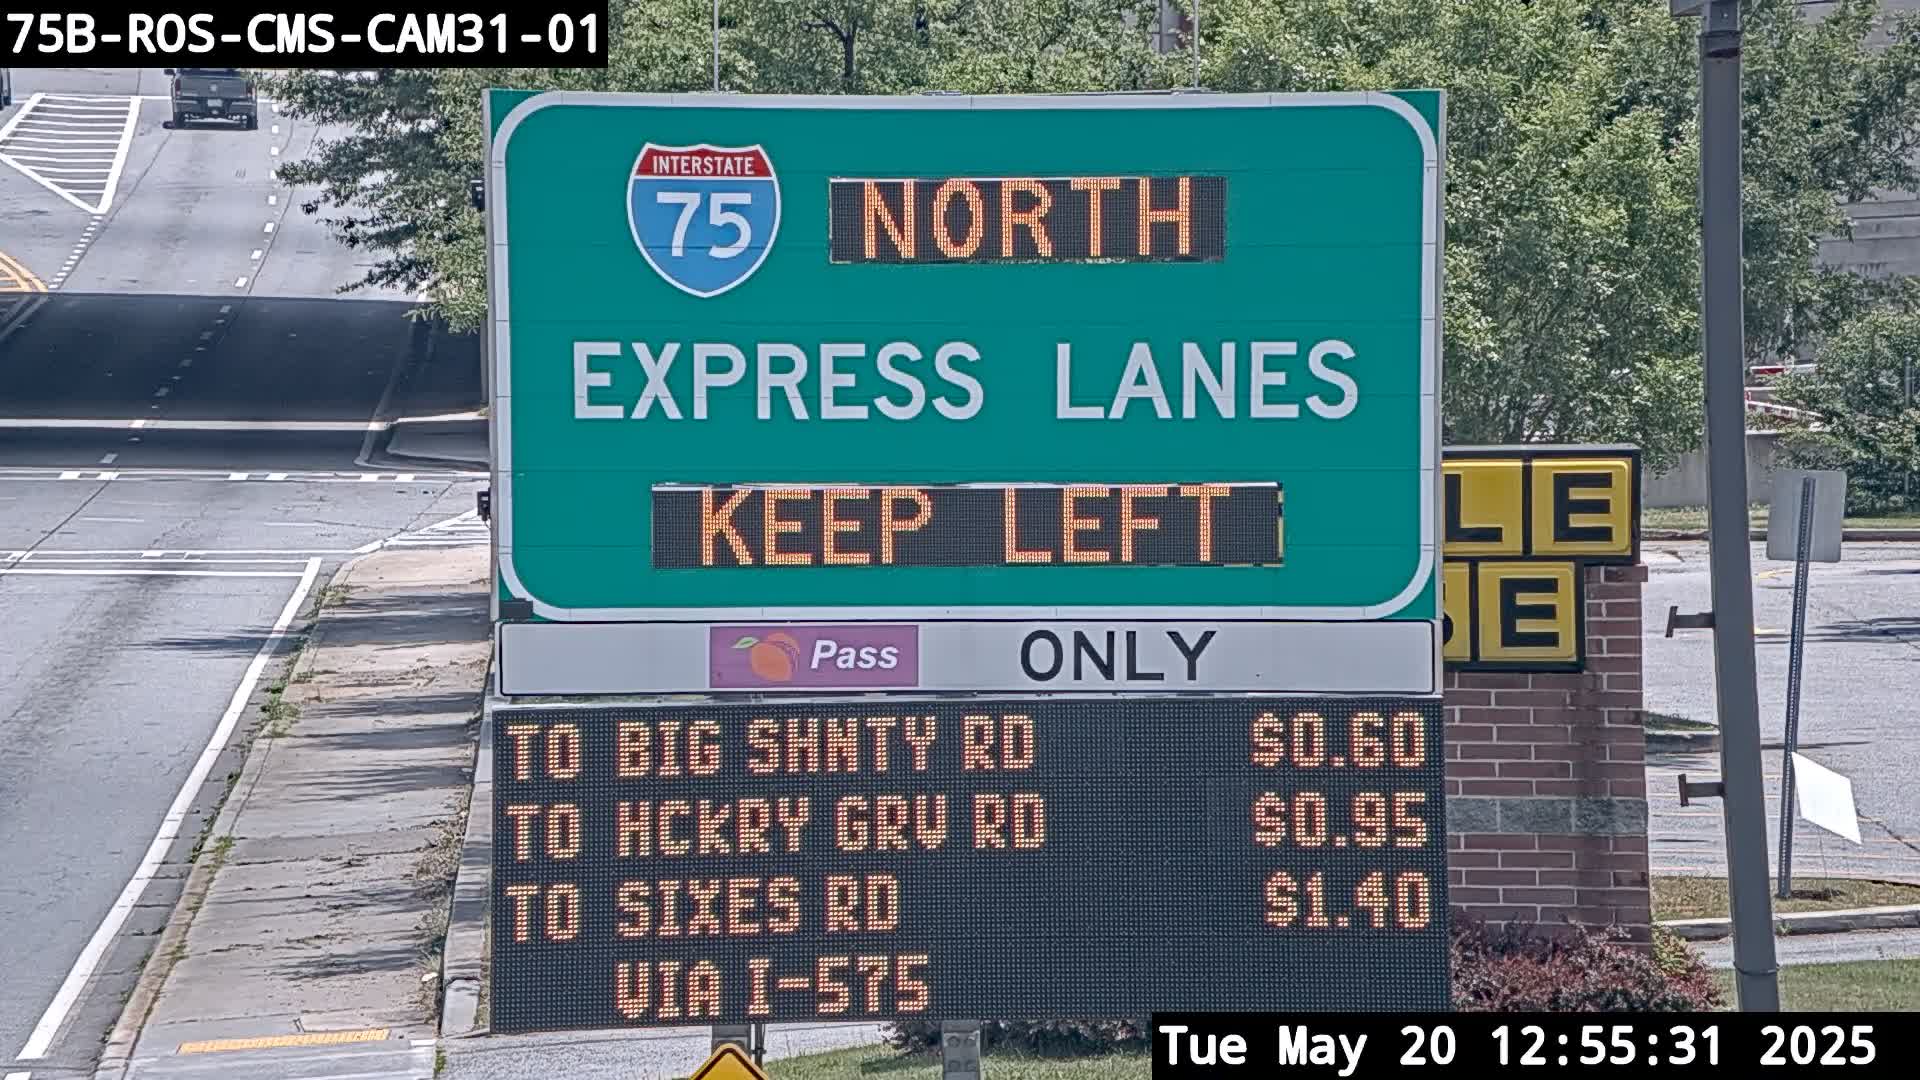 75B-ROS-CMS-CAM31-01
INTERSTATE
75
NORTH
EXPRESS LANES
KEEP LEFT
LE
E
Pass ONLY
TO BIG SHNTY RD $0.60
TO HCKRY GRV RD $0.95
TO SIXES RD $1.40
VIA I-575
Tue May 20 12:55:31 2025